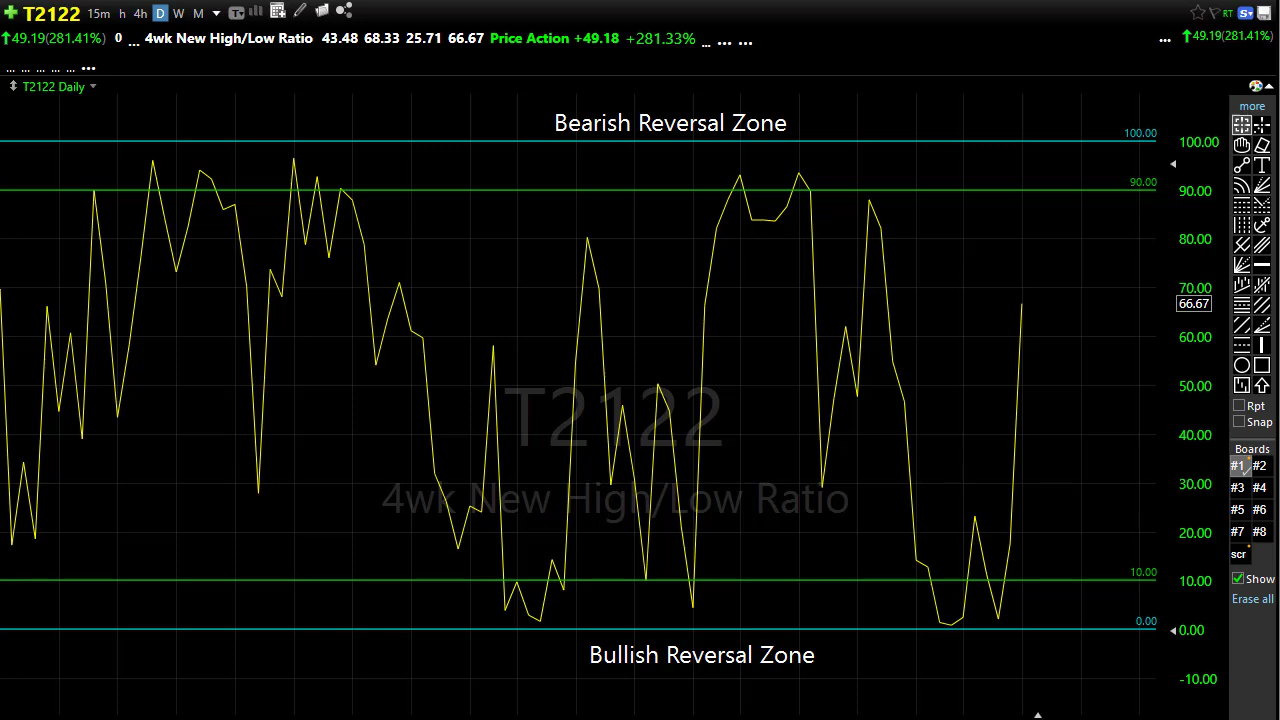 T2122 15m h 4h D W M T RT S
49.19(281.41%) 0 ... 4wk New High/Low Ratio 43.48 68.33 25.71 66.67 Price Action +49.18 +281.33% ... ... ... ... 49.19(281.41%)
... ... ... ... ... ...
T2122 Daily
more
Bearish Reversal Zone
100.00 100.00
90.00 90.00
80.00
70.00
66.67
60.00
50.00
T2122
40.00
4wk New High/Low Ratio
30.00
20.00
10.00 10.00
0.00 0.00
Bullish Reversal Zone
-10.00
Rpt
Snap
Boards
#1 #2
#3 #4
#5 #6
#7 #8
scr
Show
Erase all